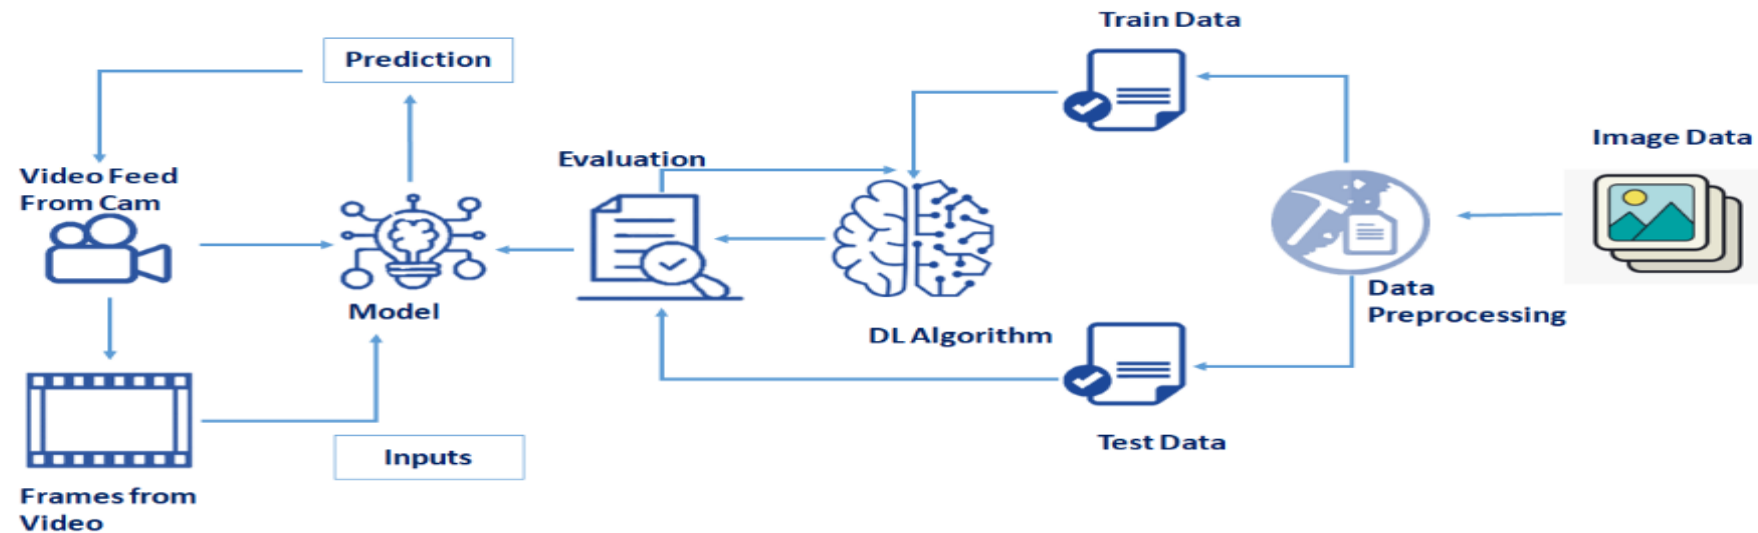 Train Data
Prediction
Image Data
Evaluation
Video Feed
From Cam
Model
Data
Preprocessing
DL Algorithm
Test Data
Inputs
Frames from
Video